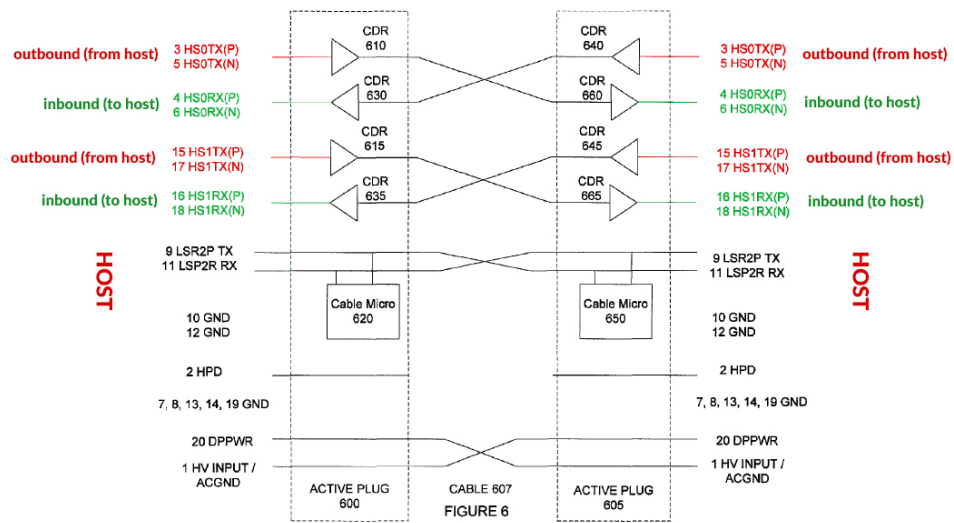 outbound (from host)
3 HS0TX(P)
5 HS0TX(N)
CDR
610
CDR
640
3 HS0TX(P)
5 HS0TX(N)
outbound (from host)
inbound (to host)
4 HS0RX(P)
6 HS0RX(N)
CDR
630
CDR
660
4 HS0RX(P)
6 HS0RX(N)
inbound (to host)
outbound (from host)
15 HS1TX(P)
17 HS1TX(N)
CDR
615
CDR
645
15 HS1TX(P)
17 HS1TX(N)
outbound (from host)
inbound (to host)
16 HS1RX(P)
18 HS1RX(N)
CDR
635
CDR
665
16 HS1RX(P)
18 HS1RX(N)
inbound (to host)
HOST
9 LSR2P TX
11 LSP2R RX
9 LSR2P TX
11 LSP2R RX
HOST
Cable Micro
620
Cable Micro
650
10 GND
12 GND
10 GND
12 GND
2 HPD
2 HPD
7, 8, 13, 14, 19 GND
7, 8, 13, 14, 19 GND
20 DPPWR
20 DPPWR
1 HV INPUT /
ACGND
1 HV INPUT /
ACGND
ACTIVE PLUG
600
CABLE 607
ACTIVE PLUG
605
FIGURE 6